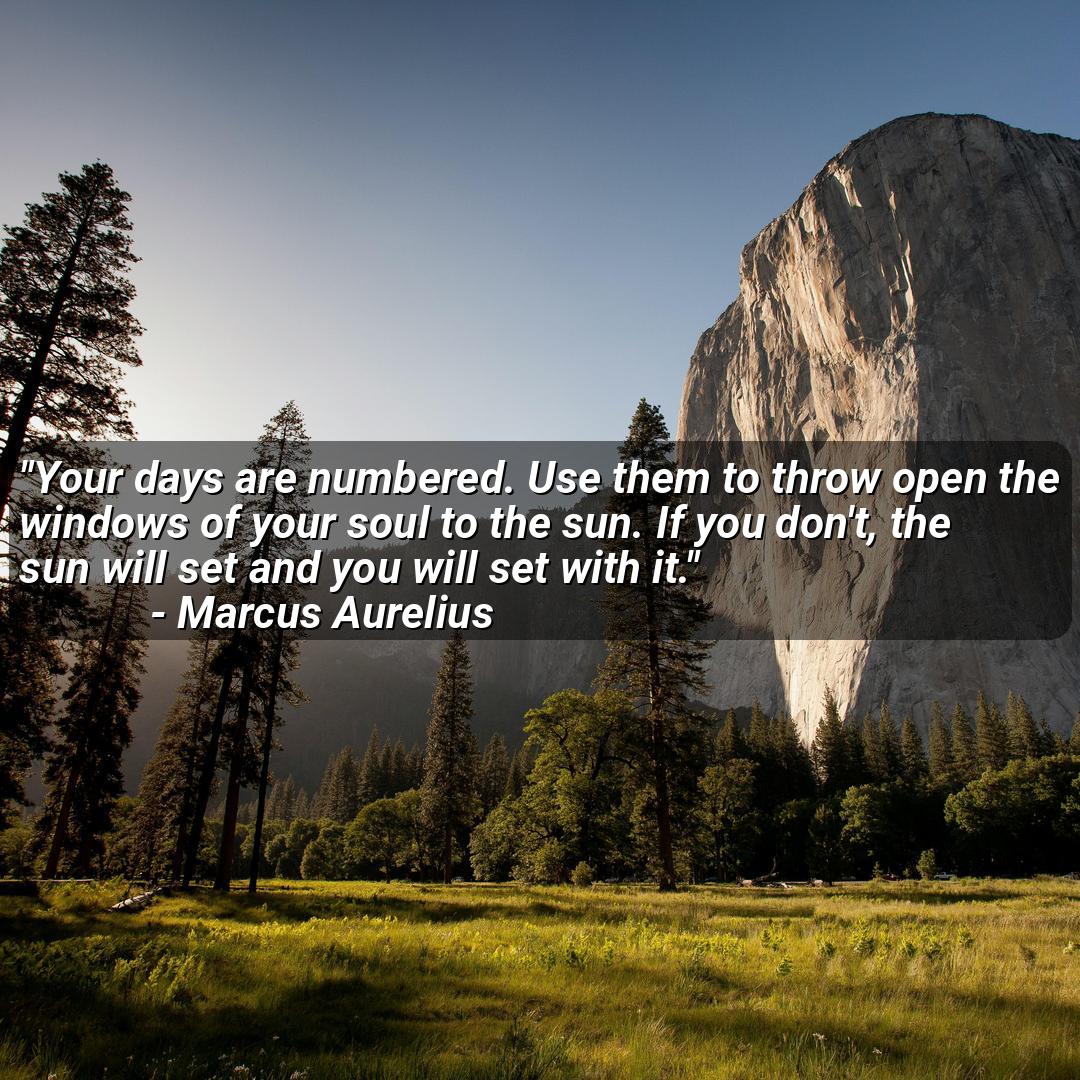 "Your days are numbered. Use them to throw open the
windows of your soul to the sun. If you don't, the
sun will set and you will set with it."
- Marcus Aurelius